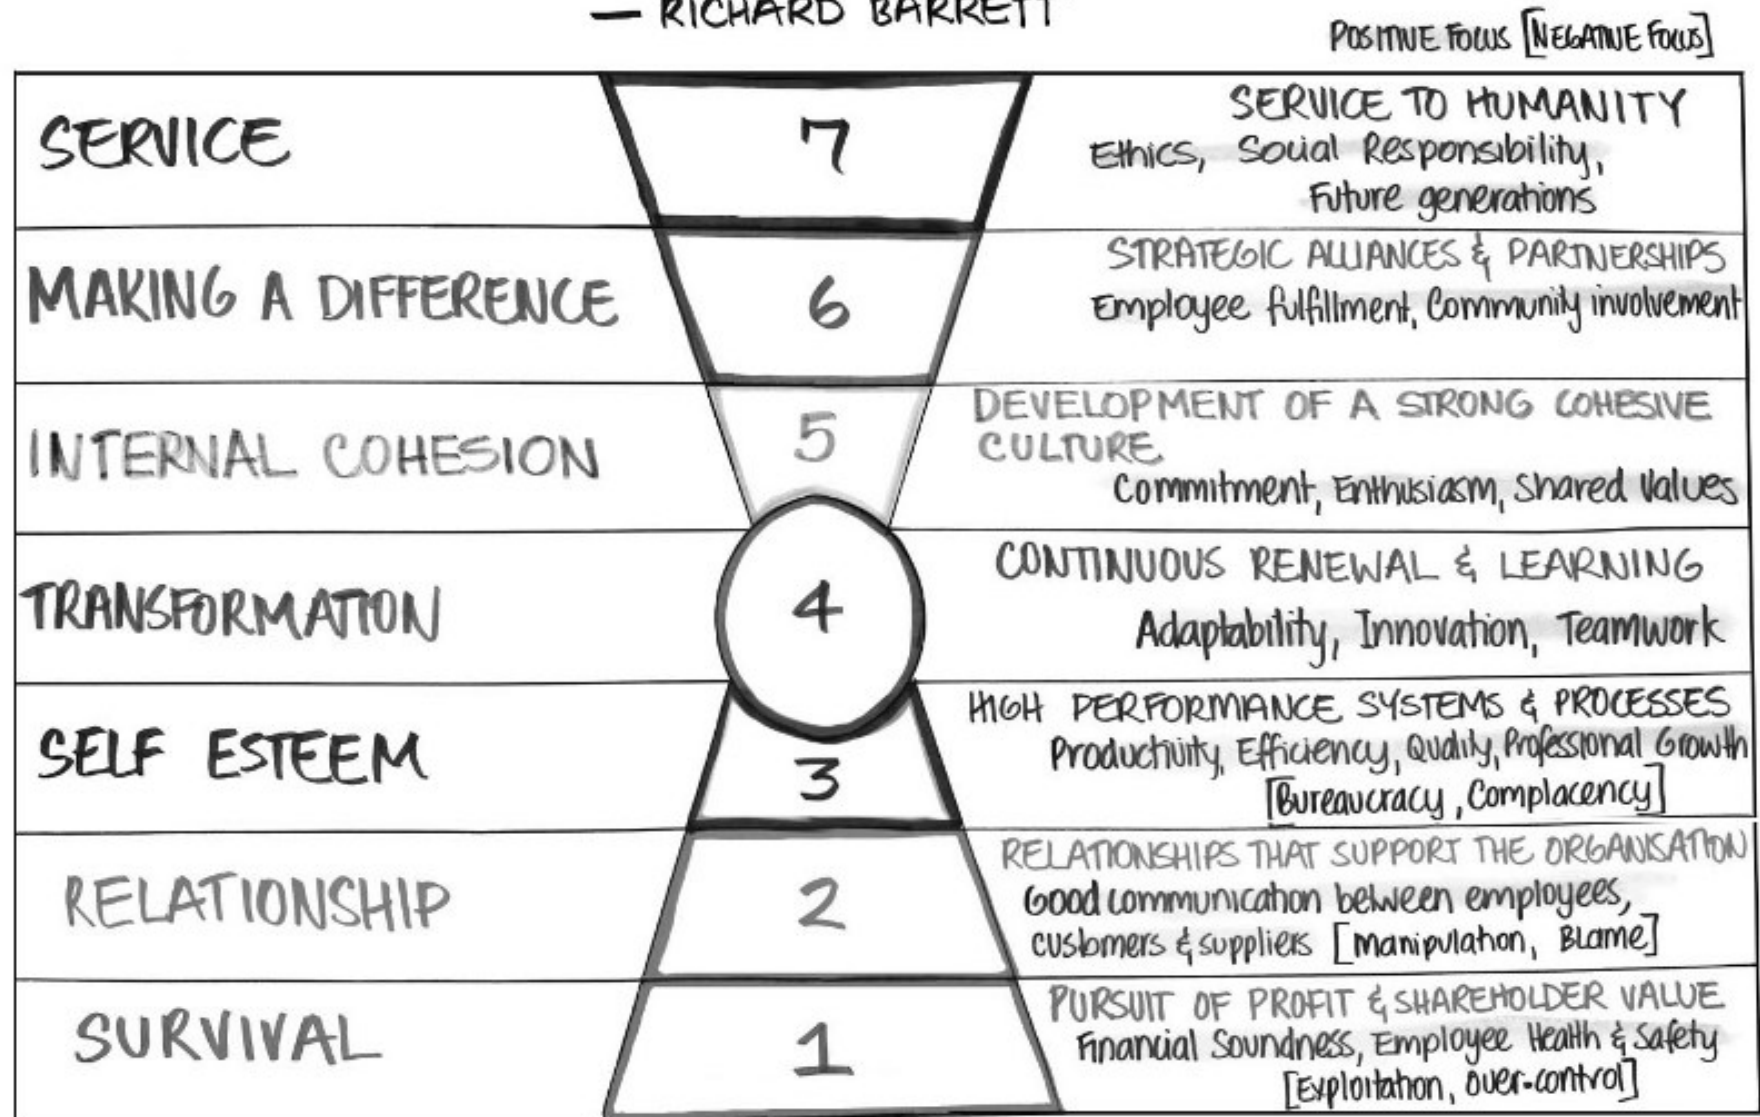 — RICHARD BARRETT
POSITIVE FOCUS [NEGATIVE FOCUS]
SERVICE
7
SERVICE TO HUMANITY
Ethics, Social Responsibility,
Future generations
MAKING A DIFFERENCE
6
STRATEGIC ALLIANCES & PARTNERSHIPS
Employee fulfillment, Community involvement
INTERNAL COHESION
5
DEVELOPMENT OF A STRONG COHESIVE
CULTURE
Commitment, Enthusiasm, Shared Values
TRANSFORMATION
4
CONTINUOUS RENEWAL & LEARNING
Adaptability, Innovation, Teamwork
SELF ESTEEM
3
HIGH PERFORMANCE SYSTEMS & PROCESSES
Productivity, Efficiency, Quality, Professional Growth
[Bureaucracy, Complacency]
RELATIONSHIP
2
RELATIONSHIPS THAT SUPPORT THE ORGANISATION
Good communication between employees,
customers & suppliers [Manipulation, Blame]
SURVIVAL
1
PURSUIT OF PROFIT & SHAREHOLDER VALUE
Financial Soundness, Employee Health & Safety
[Exploitation, over-control]